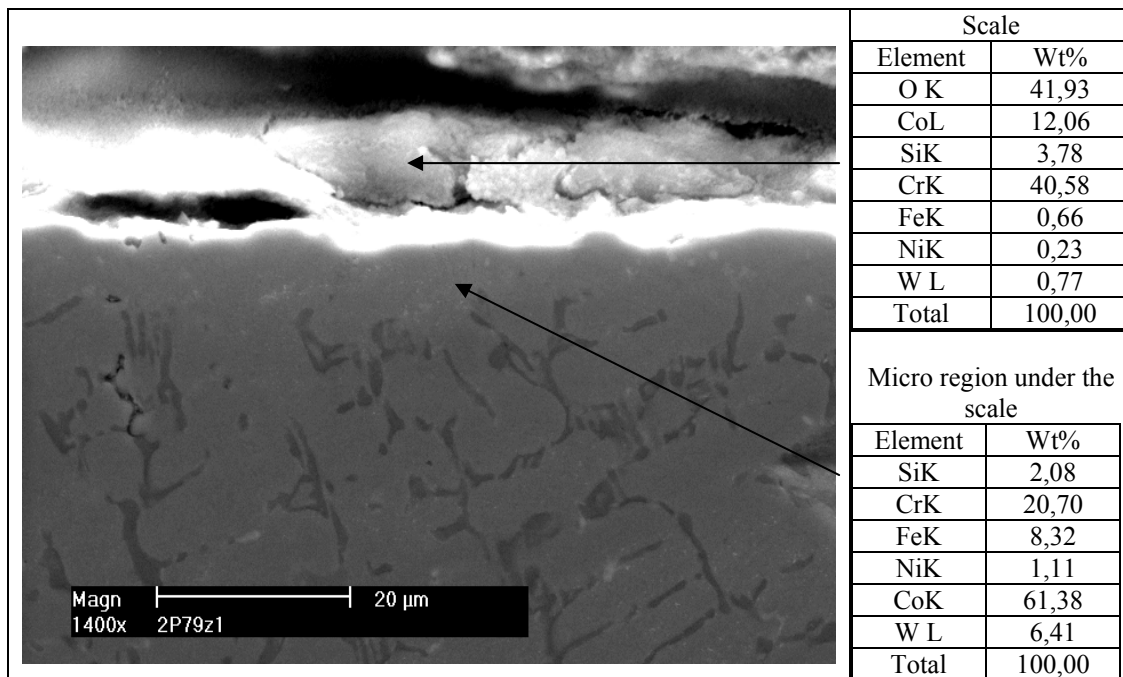 Scale
Element Wt%
O K 41,93
CoL 12,06
SiK 3,78
CrK 40,58
FeK 0,66
NiK 0,23
W L 0,77
Total 100,00
Micro region under the
scale
Element Wt%
SiK 2,08
CrK 20,70
FeK 8,32
NiK 1,11
CoK 61,38
W L 6,41
Total 100,00
Magn 20 µm
1400x 2P79z1